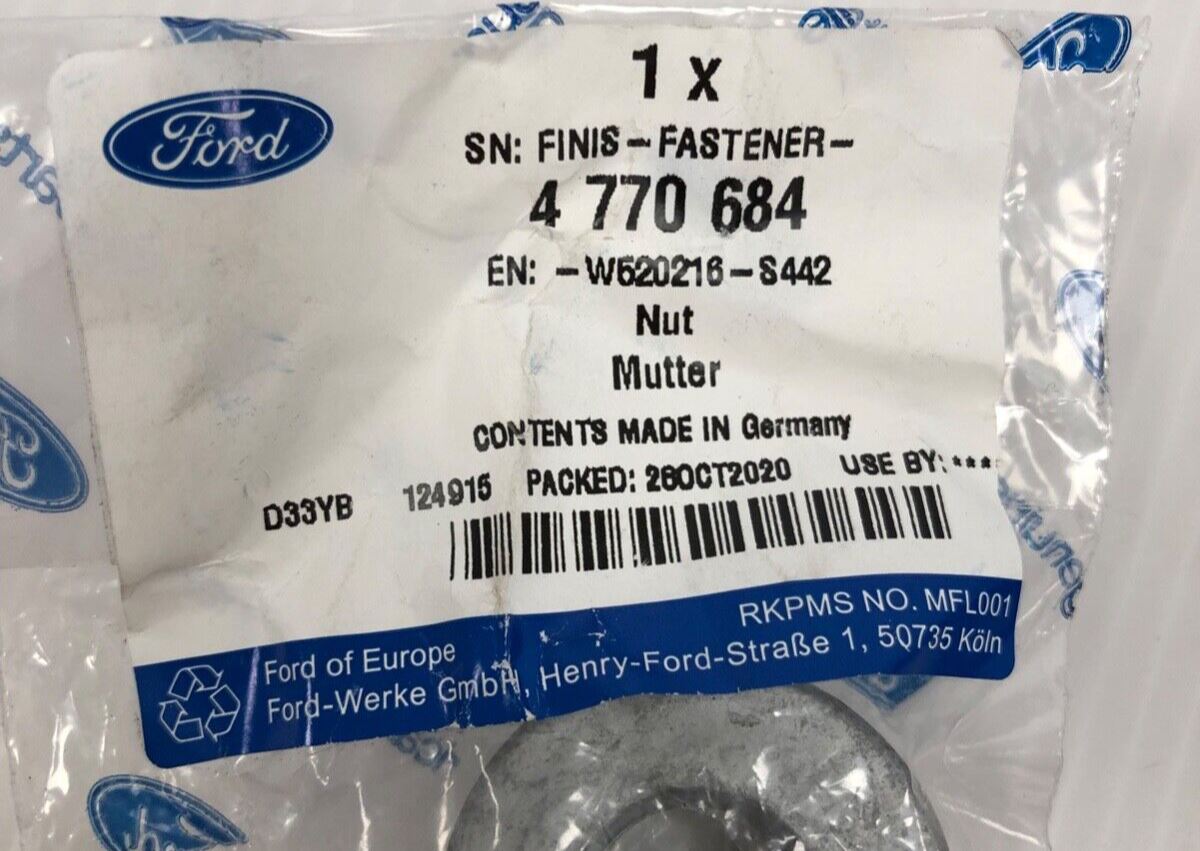 Ford
1 x
SN: FINIS-FASTENER-
4 770 684
EN: -W520216-S442
Nut
Mutter
CONTENTS MADE IN Germany
D33YB 124915 PACKED: 26OCT2020 USE BY: ****
RKPMS NO. MFL001
Ford of Europe
Ford-Werke GmbH, Henry-Ford-Straße 1, 50735 Köln